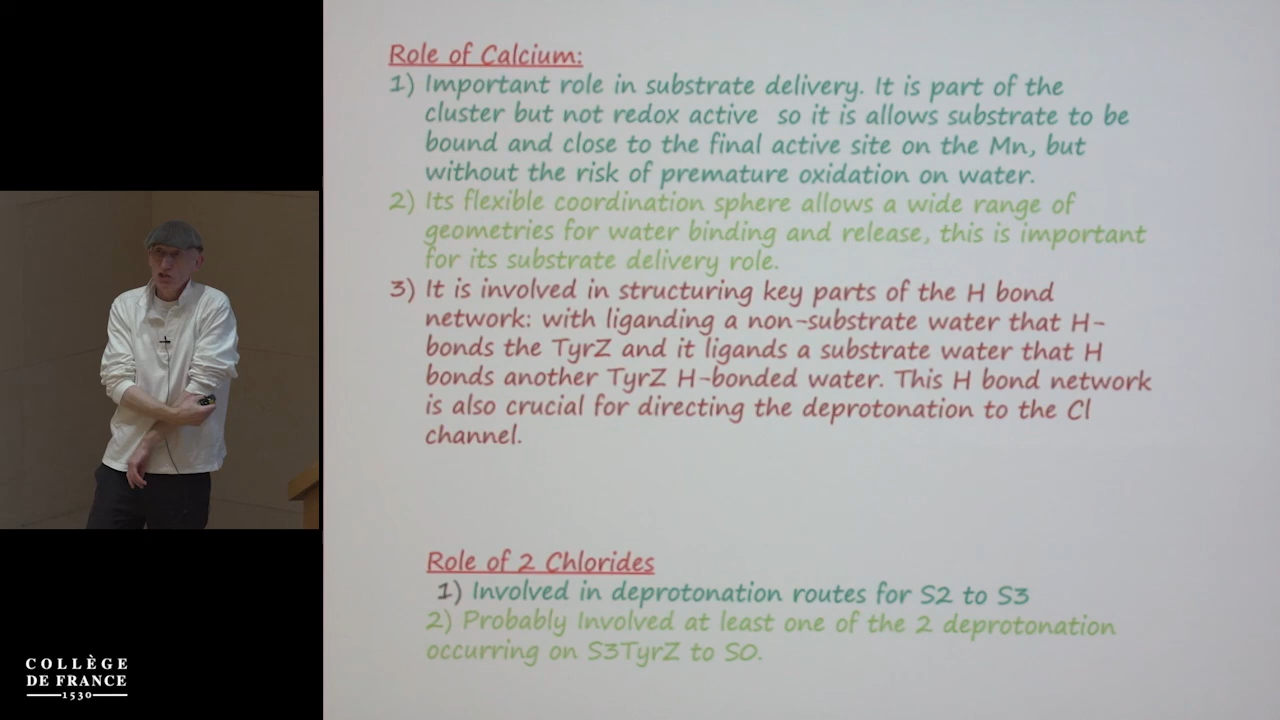 Role of Calcium:
1) Important role in substrate delivery. It is part of the
cluster but not redox active so it is allows substrate to be
bound and close to the final active site on the Mn, but
without the risk of premature oxidation on water.
2) Its flexible coordination sphere allows a wide range of
geometries for water binding and release, this is important
for its substrate delivery role.
3) It is involved in structuring key parts of the H bond
network: with liganding a non-substrate water that H-
bonds the TyrZ and it ligands a substrate water that H
bonds another TyrZ H-bonded water. This H bond network
is also crucial for directing the deprotonation to the Cl
channel.
Role of 2 Chlorides
1) Involved in deprotonation routes for S2 to S3
2) Probably Involved at least one of the 2 deprotonation
occurring on S3TyrZ to S0.
COLLÈGE
DE FRANCE
1530